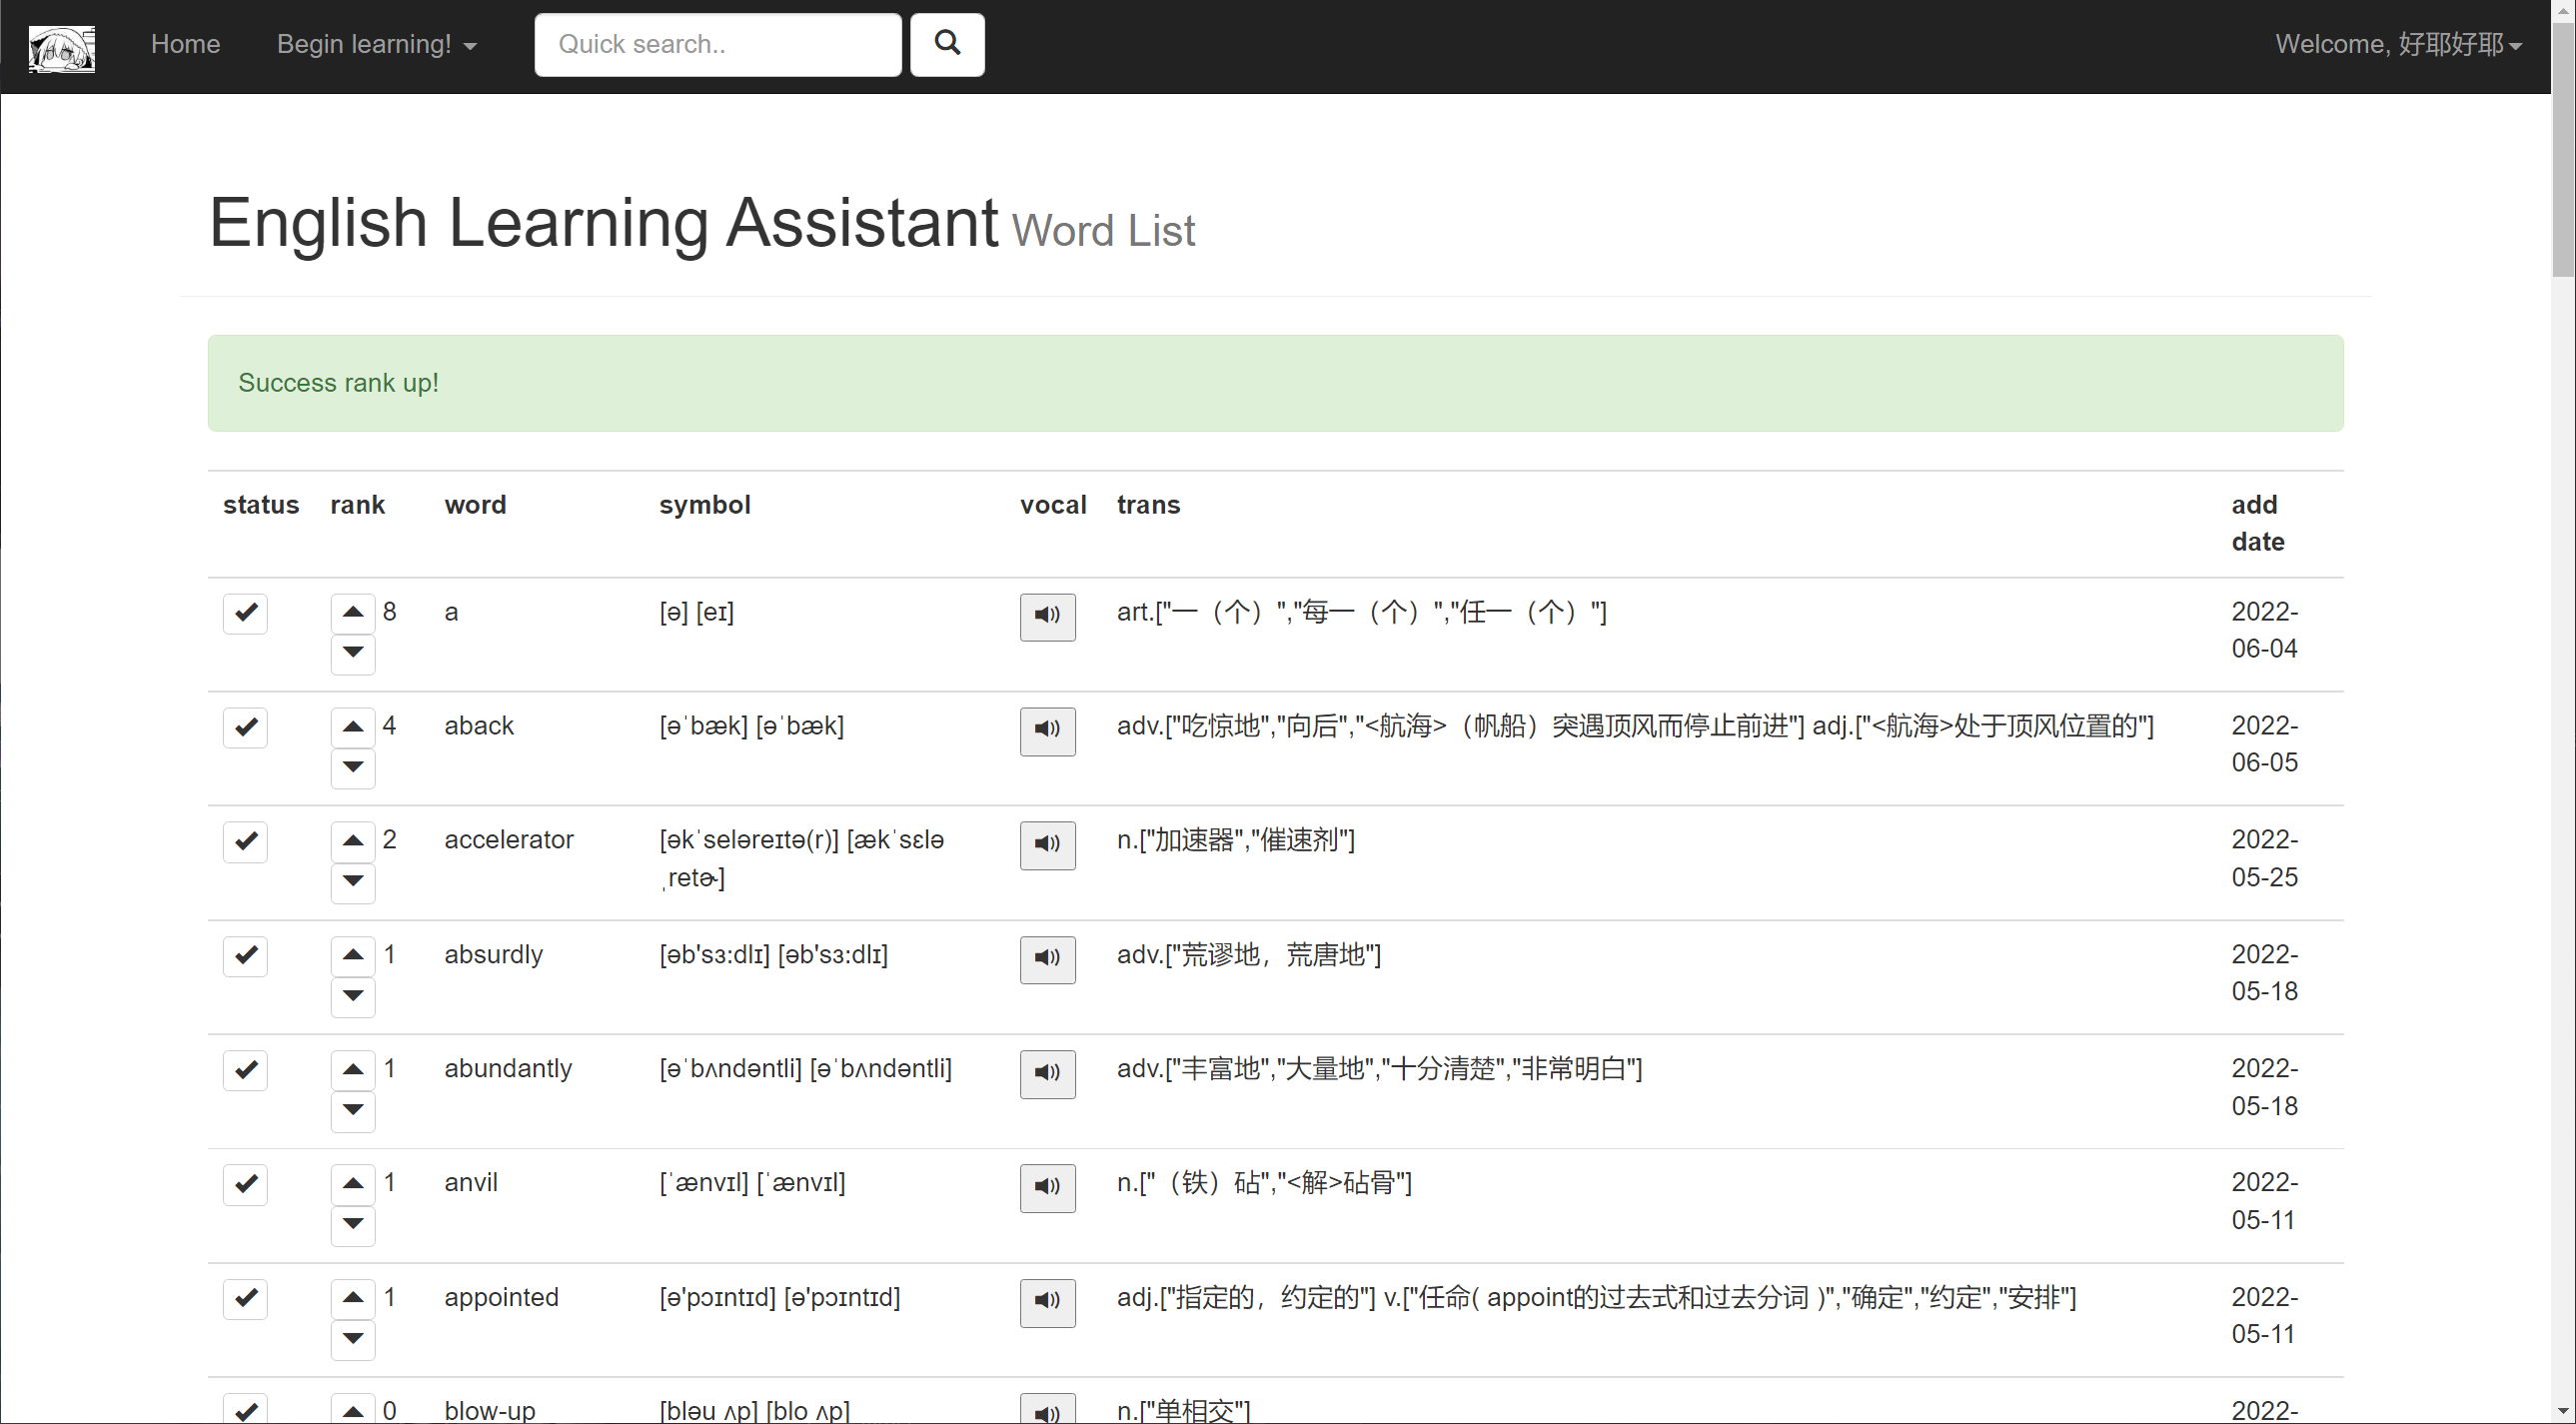 Home Begin learning! Quick search.. Welcome, 好耶好耶
English Learning Assistant Word List
Success rank up!
status rank word symbol vocal trans add
date
8 a [ə] [eɪ] art.["一（个）","每一（个）","任一（个）"] 2022-
06-04
4 aback [əˈbæk] [əˈbæk] adv.["吃惊地","向后","<航海>（帆船）突遇顶风而停止前进"] adj.["<航海>处于顶风位置的"] 2022-
06-05
2 accelerator [əkˈseləreɪtə(r)] [ækˈsɛlə n.["加速器","催速剂"] 2022-
ˌretɚ] 05-25
1 absurdly [əb'sɜ:dlɪ] [əb'sɜ:dlɪ] adv.["荒谬地，荒唐地"] 2022-
05-18
1 abundantly [əˈbʌndəntli] [əˈbʌndəntli] adv.["丰富地","大量地","十分清楚","非常明白"] 2022-
05-18
1 anvil [ˈænvɪl] [ˈænvɪl] n.["（铁）砧","<解>砧骨"] 2022-
05-11
1 appointed [ə'pɔɪntɪd] [ə'pɔɪntɪd] adj.["指定的，约定的"] v.["任命( appoint的过去式和过去分词 )","确定","约定","安排"] 2022-
05-11
0 blow-up [bləu ʌp] [blo ʌp] n.["单相交"] 2022-